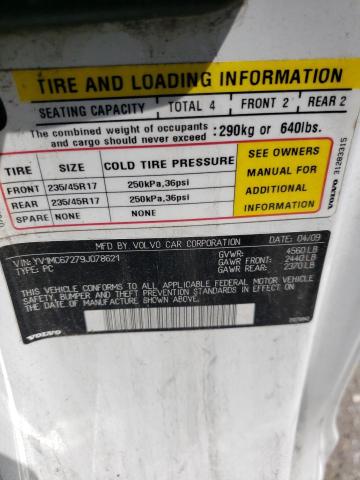 TIRE AND LOADING INFORMATION
SEATING CAPACITY TOTAL 4 FRONT 2 REAR 2
The combined weight of occupants and cargo should never exceed :290kg or 640lbs.
TIRE SIZE COLD TIRE PRESSURE
FRONT 235/45R17 250kPa,36psi
REAR 235/45R17 250kPa,36psi
SPARE NONE NONE
SEE OWNERS
MANUAL FOR
ADDITIONAL
INFORMATION
VOLVO 31283315
MFD BY VOLVO CAR CORPORATION
DATE: 04/09
VIN: YV1MC67279J078621
TYPE: PC
GVWR: 4560 LB
GAWR FRONT 2440 LB
GAWR REAR 2370 LB
THIS VEHICLE CONFORMS TO ALL APPLICABLE FEDERAL MOTOR VEHICLE
SAFETY, BUMPER, AND THEFT PREVENTION STANDARDS IN EFFECT ON
THE DATE OF MANUFACTURE SHOWN ABOVE
VOLVO